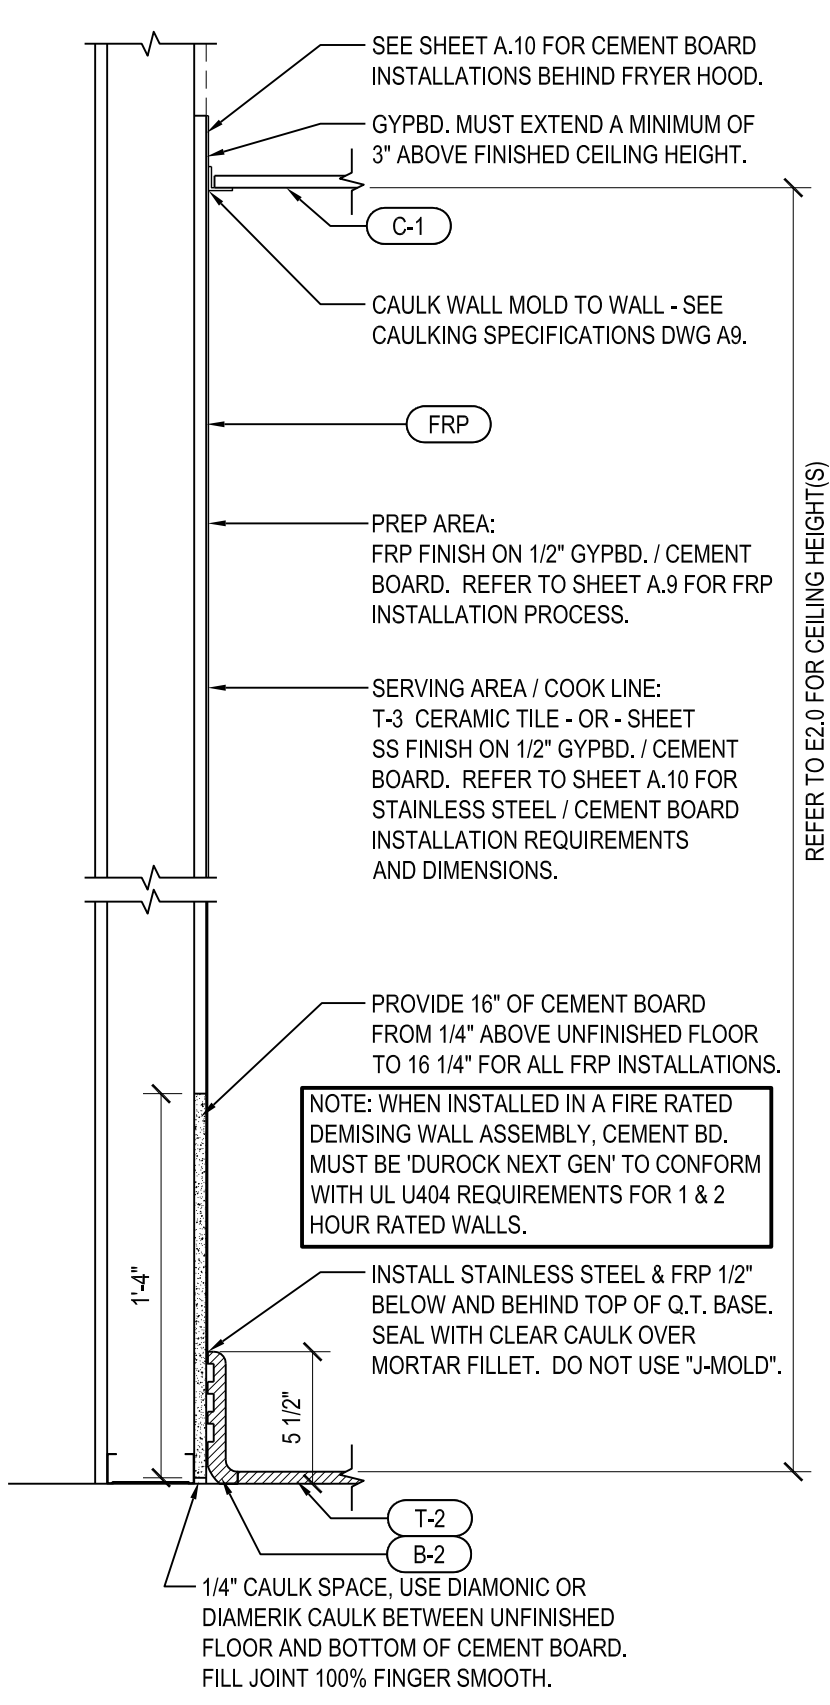 SEE SHEET A.10 FOR CEMENT BOARD
INSTALLATIONS BEHIND FRYER HOOD.
GYPBD. MUST EXTEND A MINIMUM OF
3" ABOVE FINISHED CEILING HEIGHT.
C-1
CAULK WALL MOLD TO WALL - SEE
CAULKING SPECIFICATIONS DWG A9.
FRP
PREP AREA:
FRP FINISH ON 1/2" GYPBD. / CEMENT
BOARD. REFER TO SHEET A.9 FOR FRP
INSTALLATION PROCESS.
REFER TO E2.0 FOR CEILING HEIGHT(S)
SERVING AREA / COOK LINE:
T-3 CERAMIC TILE - OR - SHEET
SS FINISH ON 1/2" GYPBD. / CEMENT
BOARD. REFER TO SHEET A.10 FOR
STAINLESS STEEL / CEMENT BOARD
INSTALLATION REQUIREMENTS
AND DIMENSIONS.
PROVIDE 16" OF CEMENT BOARD
FROM 1/4" ABOVE UNFINISHED FLOOR
TO 16 1/4" FOR ALL FRP INSTALLATIONS.
NOTE: WHEN INSTALLED IN A FIRE RATED
DEMISING WALL ASSEMBLY, CEMENT BD.
MUST BE 'DUROCK NEXT GEN' TO CONFORM
WITH UL U404 REQUIREMENTS FOR 1 & 2
HOUR RATED WALLS.
1'-4"
INSTALL STAINLESS STEEL & FRP 1/2"
BELOW AND BEHIND TOP OF Q.T. BASE.
SEAL WITH CLEAR CAULK OVER
MORTAR FILLET. DO NOT USE "J-MOLD".
5 1/2"
T-2
B-2
1/4" CAULK SPACE, USE DIAMONIC OR
DIAMERIK CAULK BETWEEN UNFINISHED
FLOOR AND BOTTOM OF CEMENT BOARD.
FILL JOINT 100% FINGER SMOOTH.